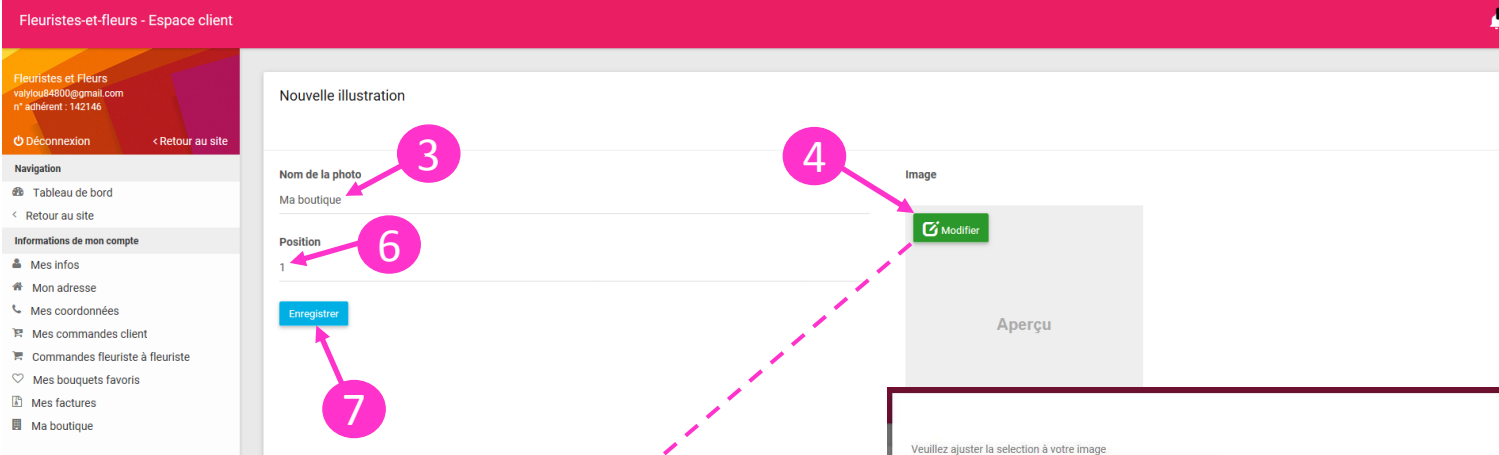 Fleuristes-et-fleurs - Espace client
Fleuristes et Fleurs
valylou84800@gmail.com
n° adhérent : 142146
Déconnexion
< Retour au site
Navigation
Tableau de bord
< Retour au site
Informations de mon compte
Mes infos
Mon adresse
Mes coordonnées
Mes commandes client
Commandes fleuriste à fleuriste
Mes bouquets favoris
Mes factures
Ma boutique
Nouvelle illustration
3
Nom de la photo
Ma boutique
6
Position
1
Enregistrer
7
4
Image
Modifier
Aperçu
Veuillez ajuster la selection à votre image